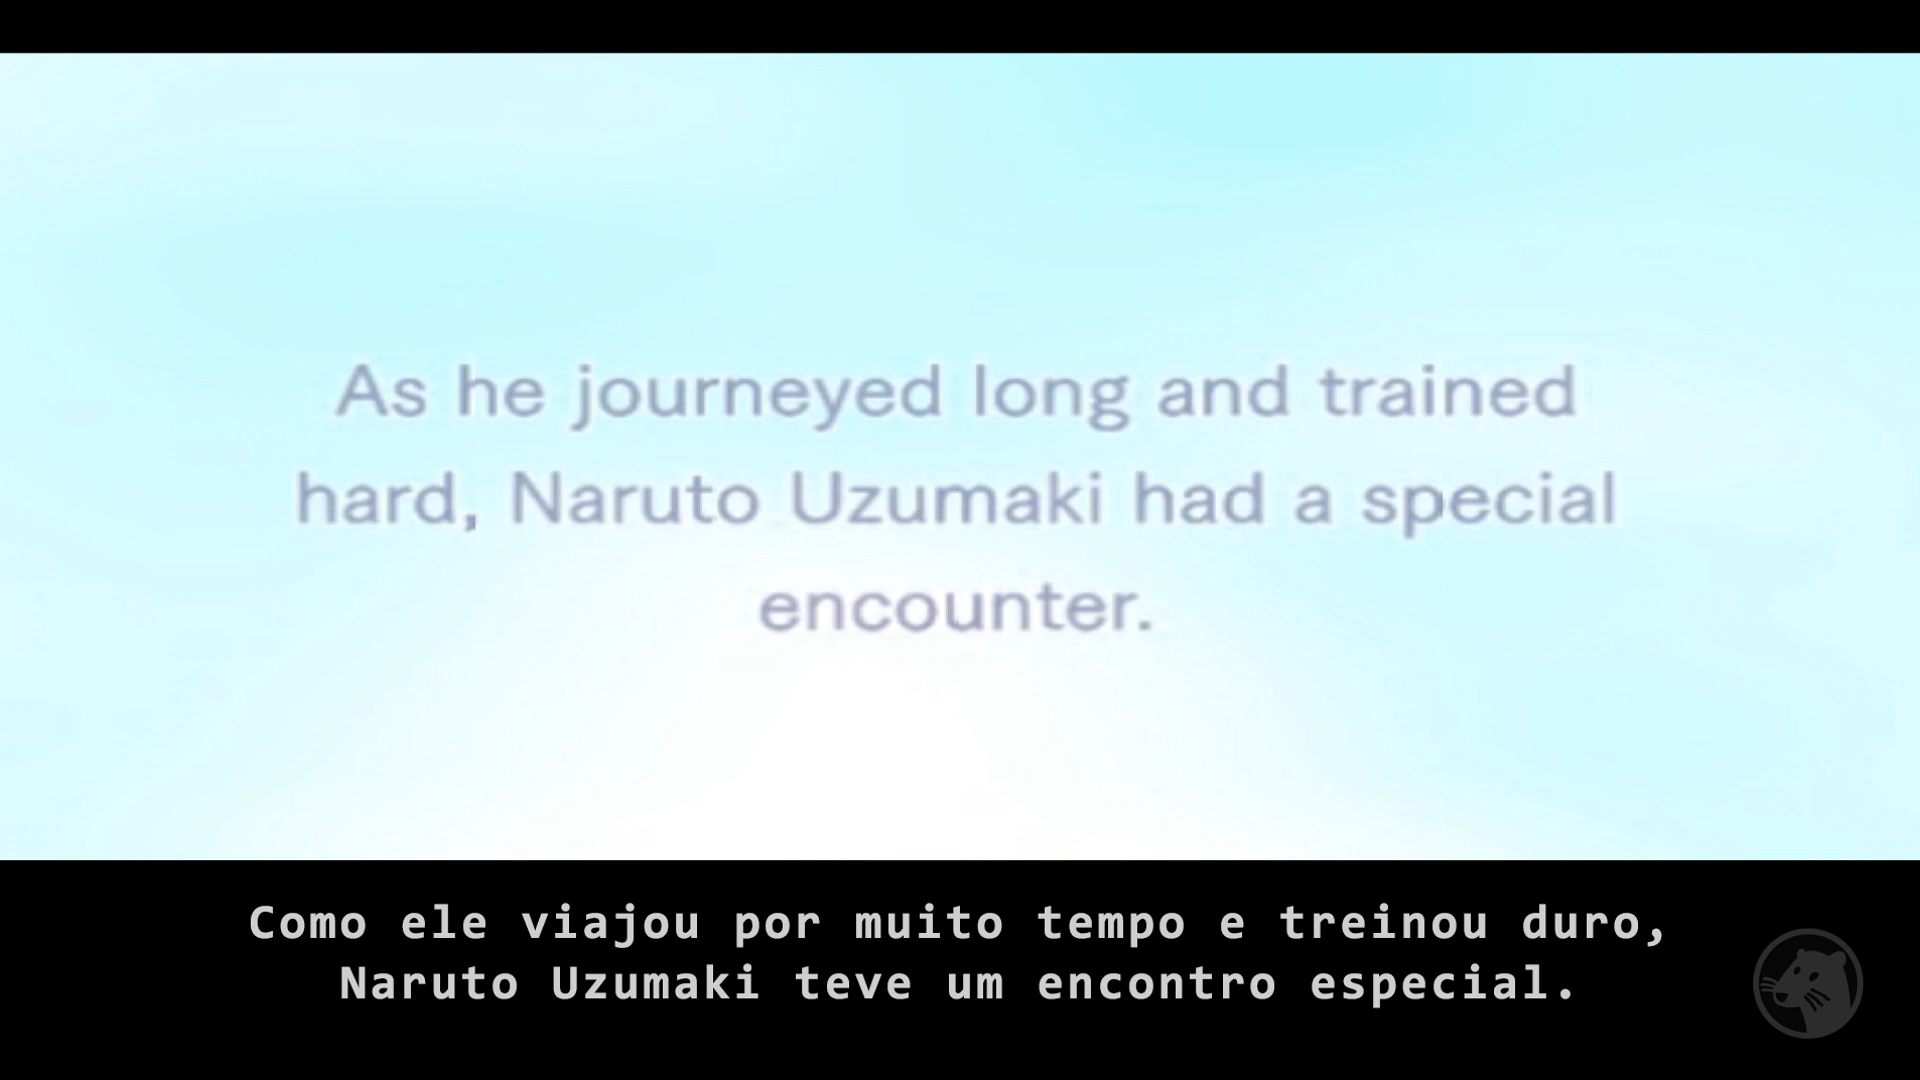 As he journeyed long and trained
hard, Naruto Uzumaki had a special
encounter.
Como ele viajou por muito tempo e treinou duro,
Naruto Uzumaki teve um encontro especial.